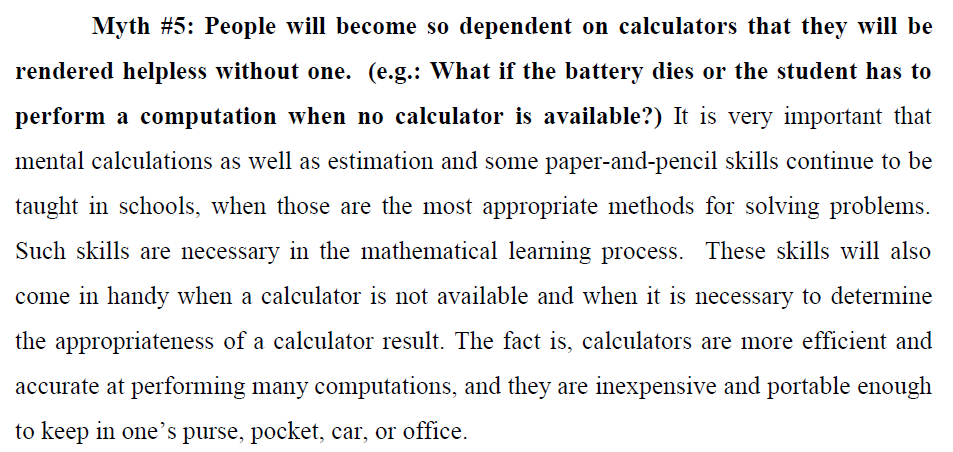 Myth #5: People will become so dependent on calculators that they will be
rendered helpless without one.  (e.g.: What if the battery dies or the student has to
perform a computation when no calculator is available?) It is very important that
mental calculations as well as estimation and some paper-and-pencil skills continue to be
taught in schools, when those are the most appropriate methods for solving problems.
Such skills are necessary in the mathematical learning process.  These skills will also
come in handy when a calculator is not available and when it is necessary to determine
the appropriateness of a calculator result. The fact is, calculators are more efficient and
accurate at performing many computations, and they are inexpensive and portable enough
to keep in one’s purse, pocket, car, or office.